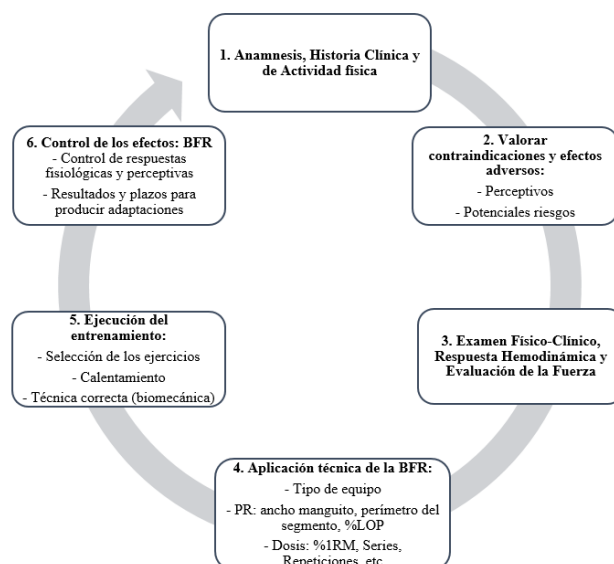 1. Anamnesis, Historia Clínica y
de Actividad física
2. Valorar
contraindicaciones y efectos
adversos:
- Perceptivos
- Potenciales riesgos
3. Examen Físico-Clínico,
Respuesta Hemodinámica y
Evaluación de la Fuerza
4. Aplicación técnica de la BFR:
- Tipo de equipo
- PR: ancho manguito, perímetro del
segmento, %LOP
- Dosis: %1RM, Series,
Repeticiones, etc
5. Ejecución del
entrenamiento:
- Selección de los ejercicios
- Calentamiento
- Técnica correcta (biomecánica)
6. Control de los efectos: BFR
- Control de respuestas
fisiológicas y perceptivas
- Resultados y plazos para
producir adaptaciones